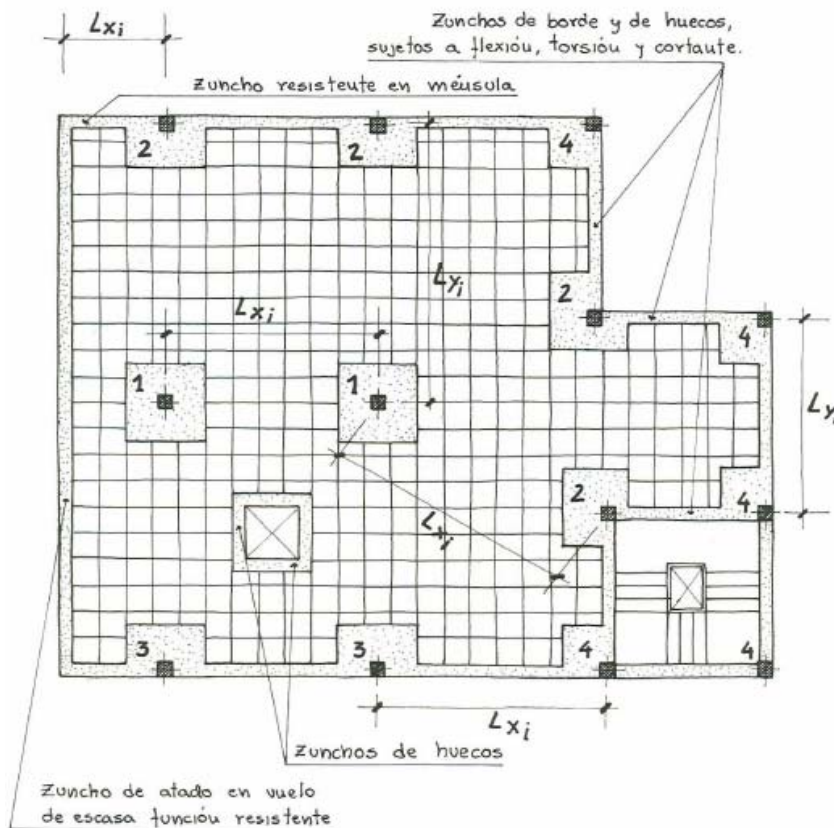 Lxi
Zunchos de borde y de huecos,
sujetos a flexión, torsión y cortante.
Zuncho resistente en ménsula
2
2
4
Lyi
2
Lxi
4
1
1
Lyi
2
4
Lxi
3
3
4
4
Lxi
Zunchos de huecos
Zuncho de atado en vuelo
de escasa función resistente